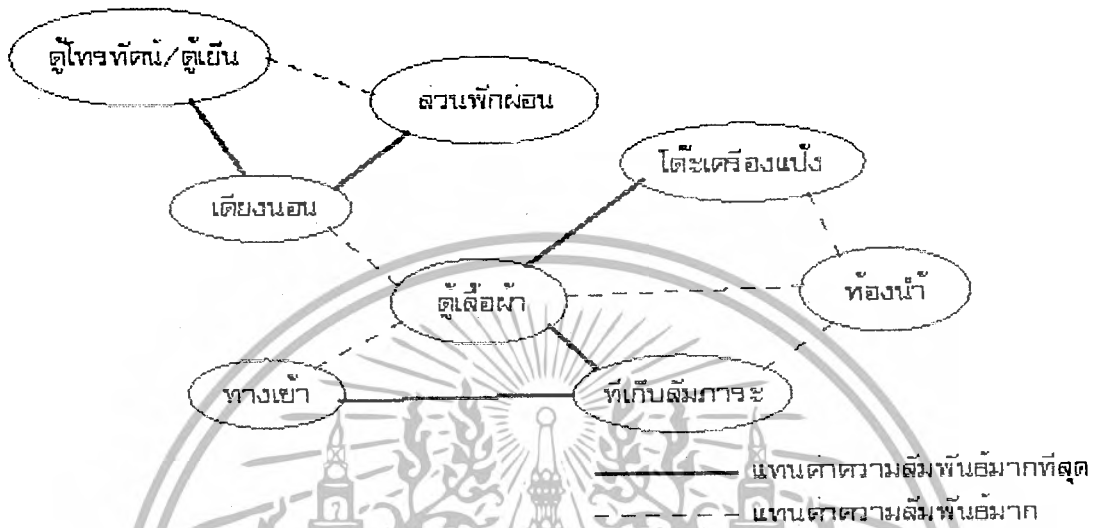 ตู้โทรทัศน์/ตู้เย็น
ส่วนพักผ่อน
โต๊ะเครื่องแป้ง
เตียงนอน
ห้องน้ำ
ตู้เสื้อผ้า
ทางเข้า
ที่เก็บสัมภาระ
แทนค่าความสัมพันธ์มากที่สุด
แทนค่าความสัมพันธ์มาก